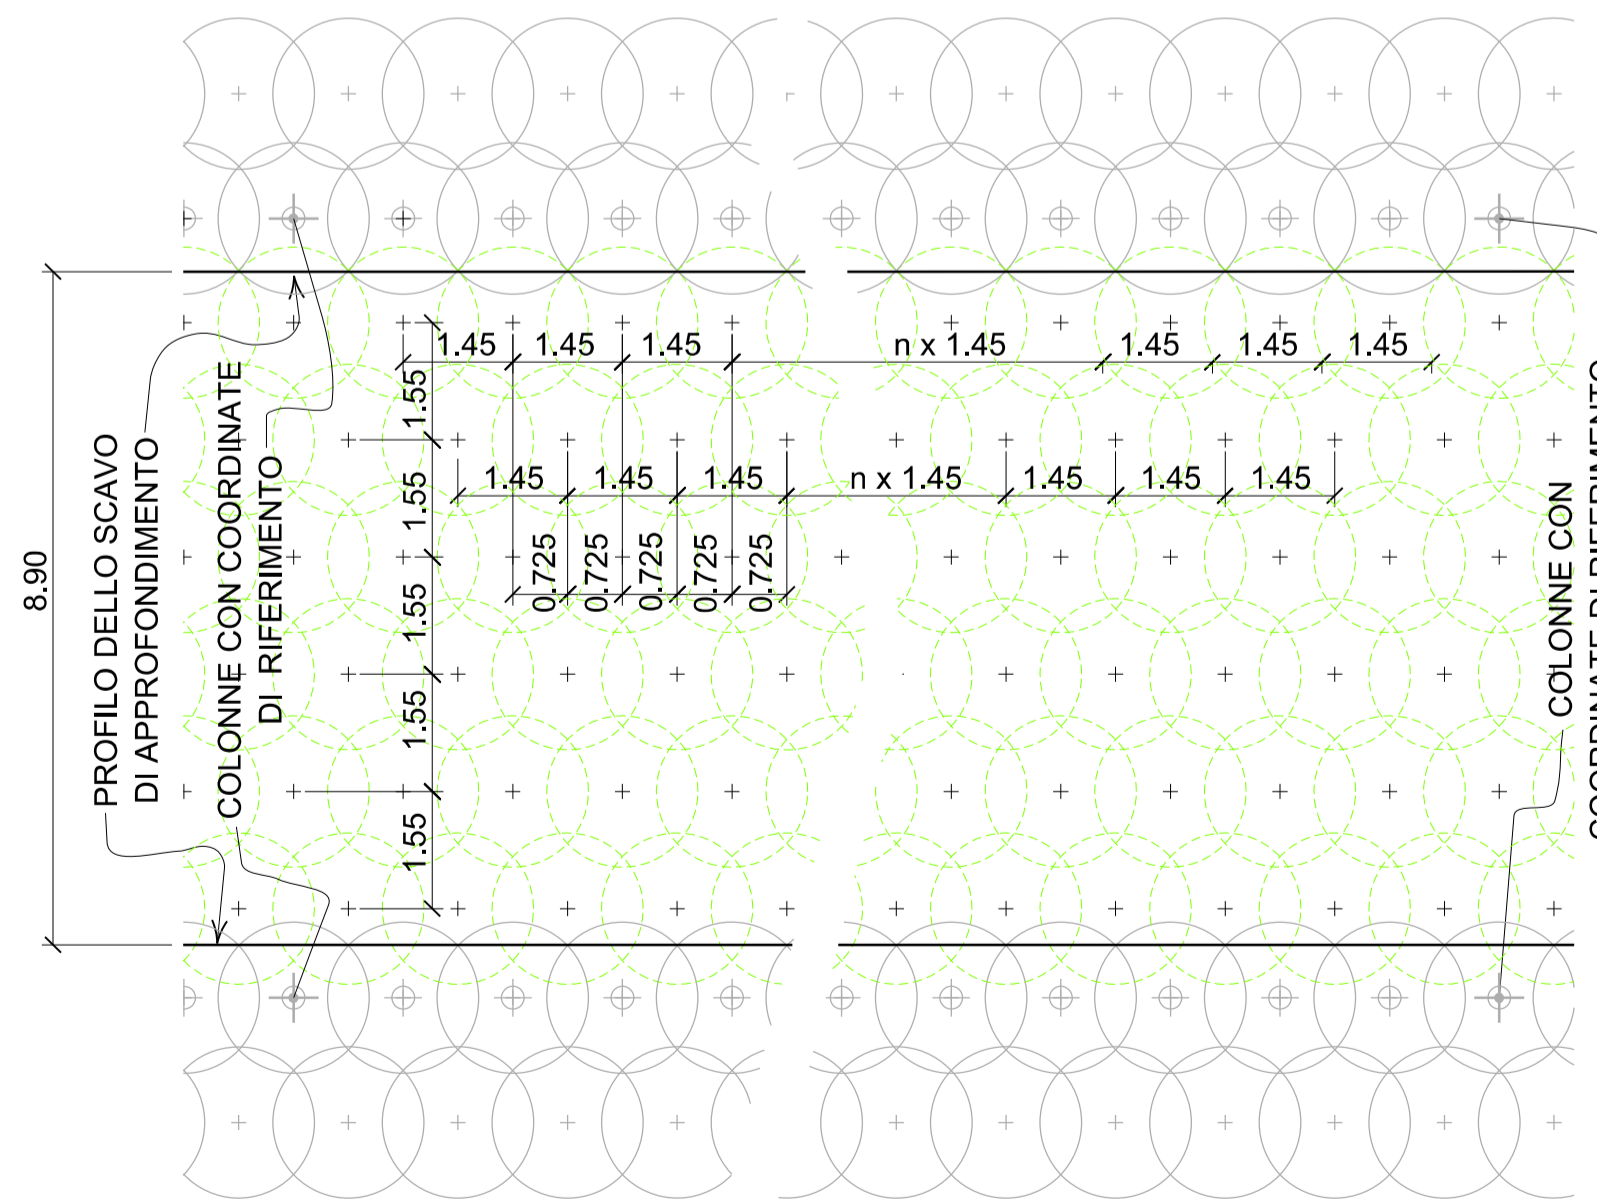 1.45 1.45 1.45 n x 1.45 1.45 1.45 1.45
1.55
1.45 1.45 1.45 n x 1.45 1.45 1.45 1.45
1.55
0.725 0.725 0.725 0.725 0.725
1.55
1.55
1.55
8.90
PROFILO DELLO SCAVO
DI APPROFONDIMENTO
COLONNE CON COORDINATE
DI RIFERIMENTO
COLONNE CON
COORDINATE DI RIFERIMENTO